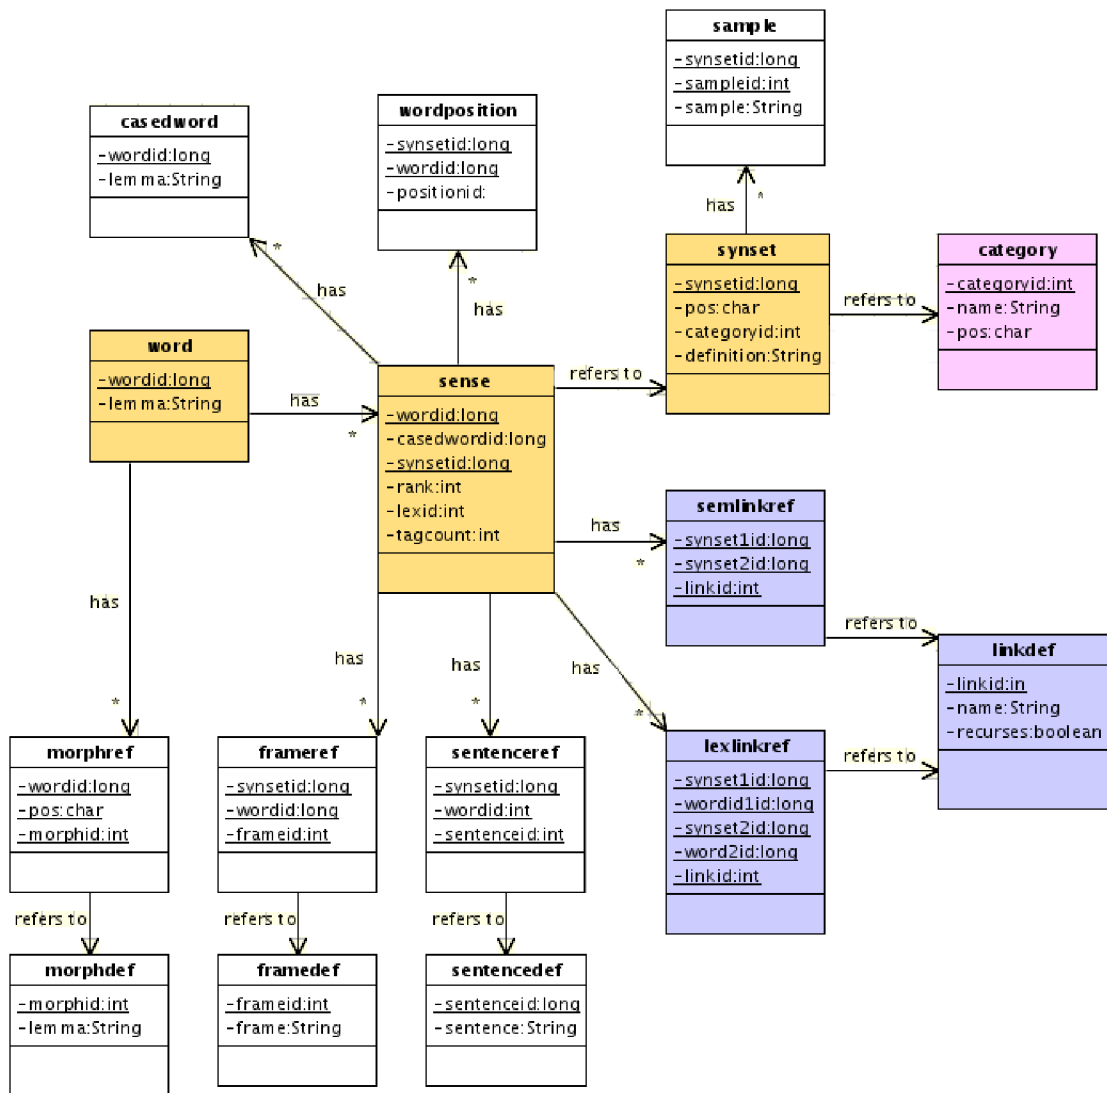 sample
-synsetid:long
-sampleid:int
-sample:String
casedword
-wordid:long
-lemma:String
wordposition
-synsetid:long
-wordid:long
-positionid:
has
*
synset
-synsetid:long
-pos:char
-categoryid:int
-definition:String
refers to
category
-categoryid:int
-name:String
-pos:char
*
has
*
has
word
-wordid:long
-lemma:String
has
*
sense
-wordid:long
-casedwordid:long
-synsetid:long
-rank:int
-lexid:int
-tagcount:int
refers to
has
*
semlinkref
-synset1id:long
-synset2id:long
-linkid:int
refers to
linkdef
-linkid:in
-name:String
-recurses:boolean
has
*
has
*
has
*
has
*
morphref
-wordid:long
-pos:char
-morphid:int
frameref
-synsetid:long
-wordid:long
-frameid:int
sentenceref
-synsetid:long
-wordid:int
-sentenceid:int
lexlinkref
-synset1id:long
-wordid1id:long
-synset2id:long
-word2id:long
-linkid:int
refers to
refers to
refers to
refers to
morphdef
-morphid:int
-lemma:String
framedef
-frameid:int
-frame:String
sentencedef
-sentenceid:long
-sentence:String